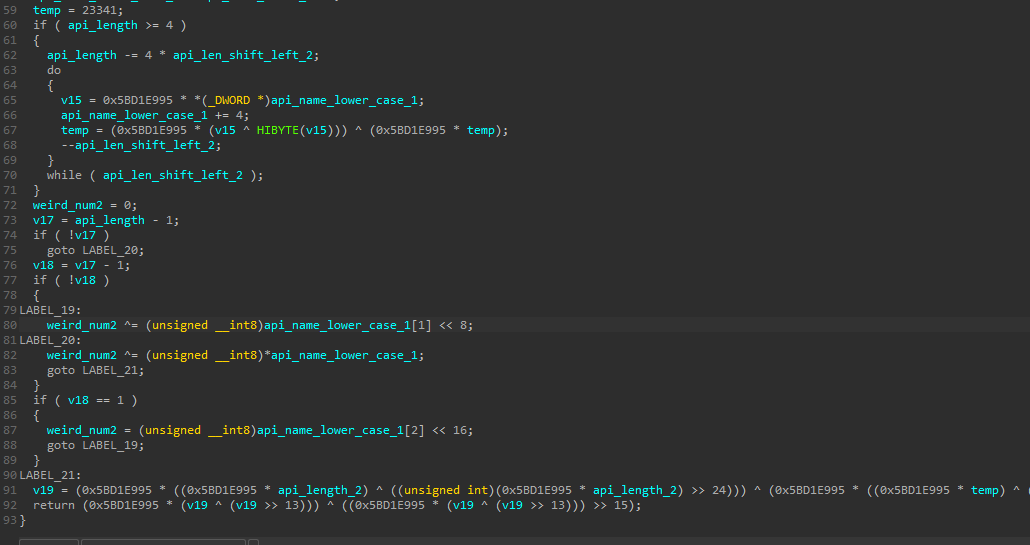 59 temp = 23341;
60 if ( api_length >= 4 )
61 {
62 api_length -= 4 * api_len_shift_left_2;
63 do
64 {
65 v15 = 0x5BD1E995 * *(_DWORD *)api_name_lower_case_1;
66 api_name_lower_case_1 += 4;
67 temp = (0x5BD1E995 * (v15 ^ HIBYTE(v15))) ^ (0x5BD1E995 * temp);
68 --api_len_shift_left_2;
69 }
70 while ( api_len_shift_left_2 );
71 }
72 weird_num2 = 0;
73 v17 = api_length - 1;
74 if ( !v17 )
75 goto LABEL_20;
76 v18 = v17 - 1;
77 if ( !v18 )
78 {
79 LABEL_19:
80 weird_num2 ^= (unsigned __int8)api_name_lower_case_1[1] << 8;
81 LABEL_20:
82 weird_num2 ^= (unsigned __int8)*api_name_lower_case_1;
83 goto LABEL_21;
84 }
85 if ( v18 == 1 )
86 {
87 weird_num2 = (unsigned __int8)api_name_lower_case_1[2] << 16;
88 goto LABEL_19;
89 }
90 LABEL_21:
91 v19 = (0x5BD1E995 * ((0x5BD1E995 * api_length_2) ^ ((unsigned int)(0x5BD1E995 * api_length_2) >> 24))) ^ (0x5BD1E995 * ((0x5BD1E995 * temp) ^
92 return (0x5BD1E995 * (v19 ^ (v19 >> 13))) ^ ((0x5BD1E995 * (v19 ^ (v19 >> 13))) >> 15);
93 }